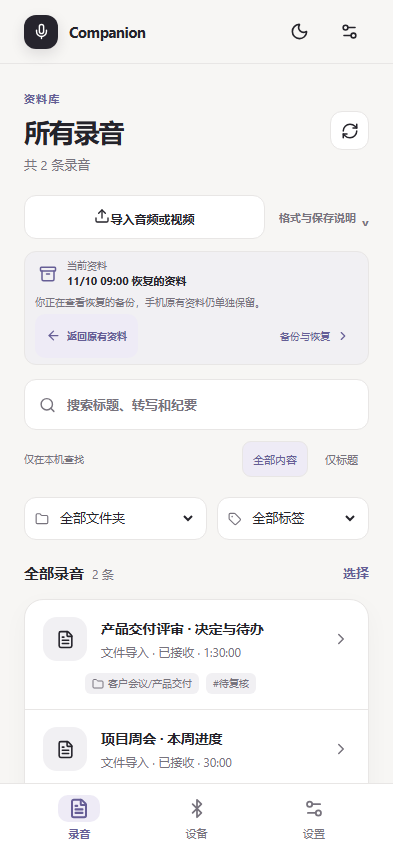 Companion
资料库
所有录音
共 2 条录音
导入音频或视频
格式与保存说明
当前资料
11/10 09:00 恢复的资料
你正在查看恢复的备份，手机原有资料仍单独保留。
返回原有资料
备份与恢复
搜索标题、转写和纪要
仅在本机查找
全部内容
仅标题
全部文件夹
全部标签
全部录音 2 条
选择
产品交付评审 · 决定与待办
文件导入 · 已接收 · 1:30:00
客户会议/产品交付
#待复核
项目周会 · 本周进度
文件导入 · 已接收 · 30:00
录音
设备
设置